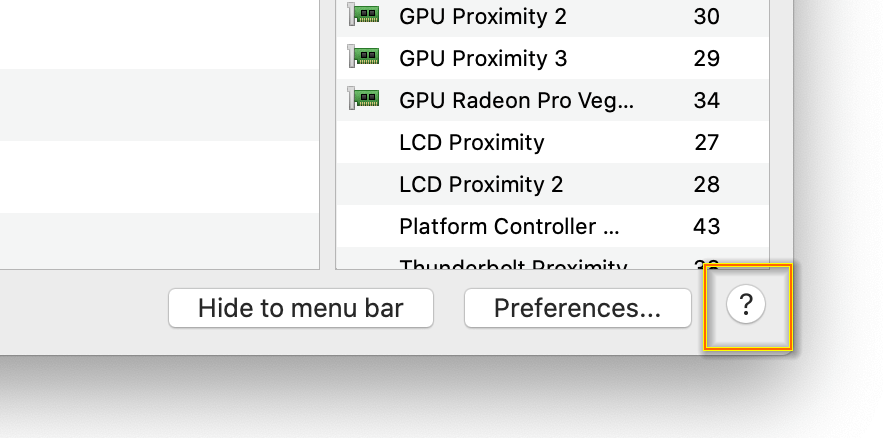 GPU Proximity 2 30
GPU Proximity 3 29
GPU Radeon Pro Veg... 34
LCD Proximity 27
LCD Proximity 2 28
Platform Controller ... 43
Thunderbolt Proximity
Hide to menu bar Preferences... ?